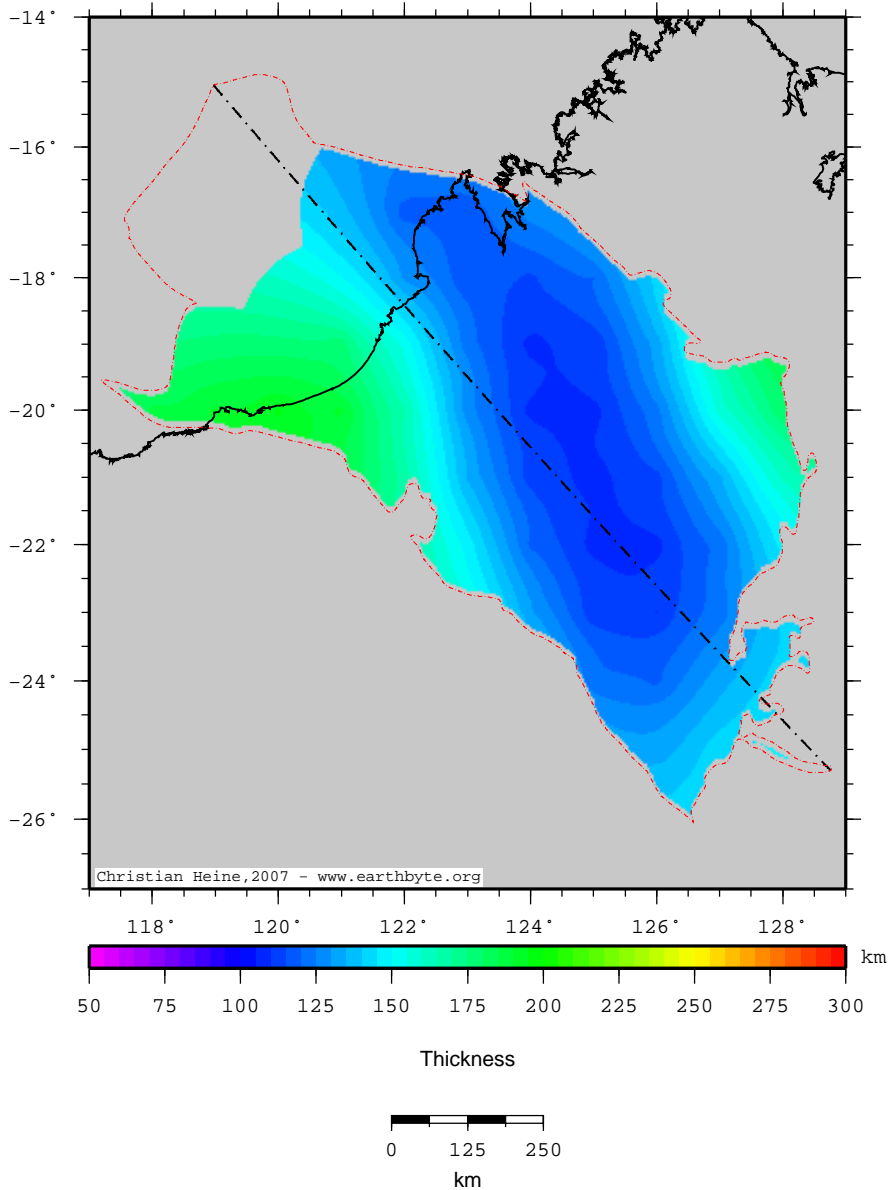 −14°
−16°
−18°
−20°
−22°
−24°
−26°
Christian Heine,2007 - www.earthbyte.org
118° 120° 122° 124° 126° 128°
km
50 75 100 125 150 175 200 225 250 275 300
Thickness
0 125 250
km